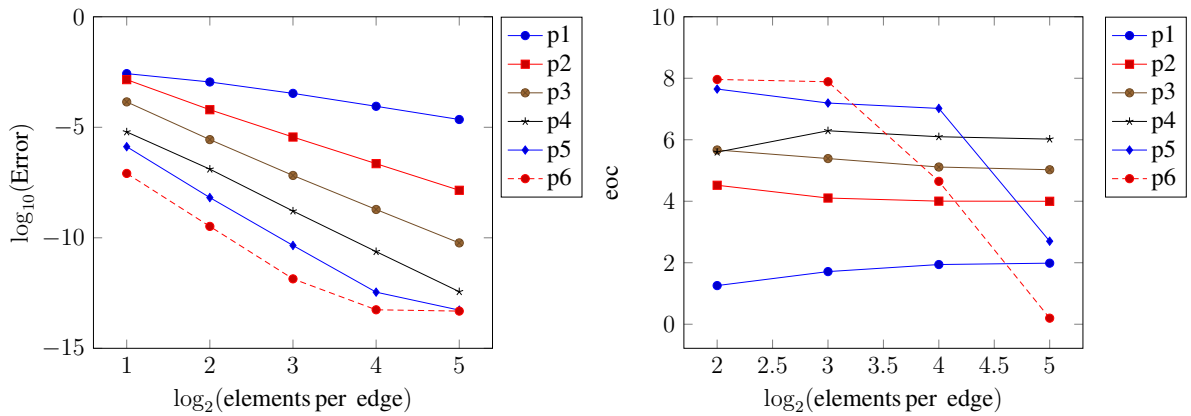 0
−5
−10
−15
1
2
3
4
5
log₂(elements per edge)
log₁₀(Error)
p1
p2
p3
p4
p5
p6
10
8
6
4
2
0
2
2.5
3
3.5
4
4.5
5
log₂(elements per edge)
eoc
p1
p2
p3
p4
p5
p6